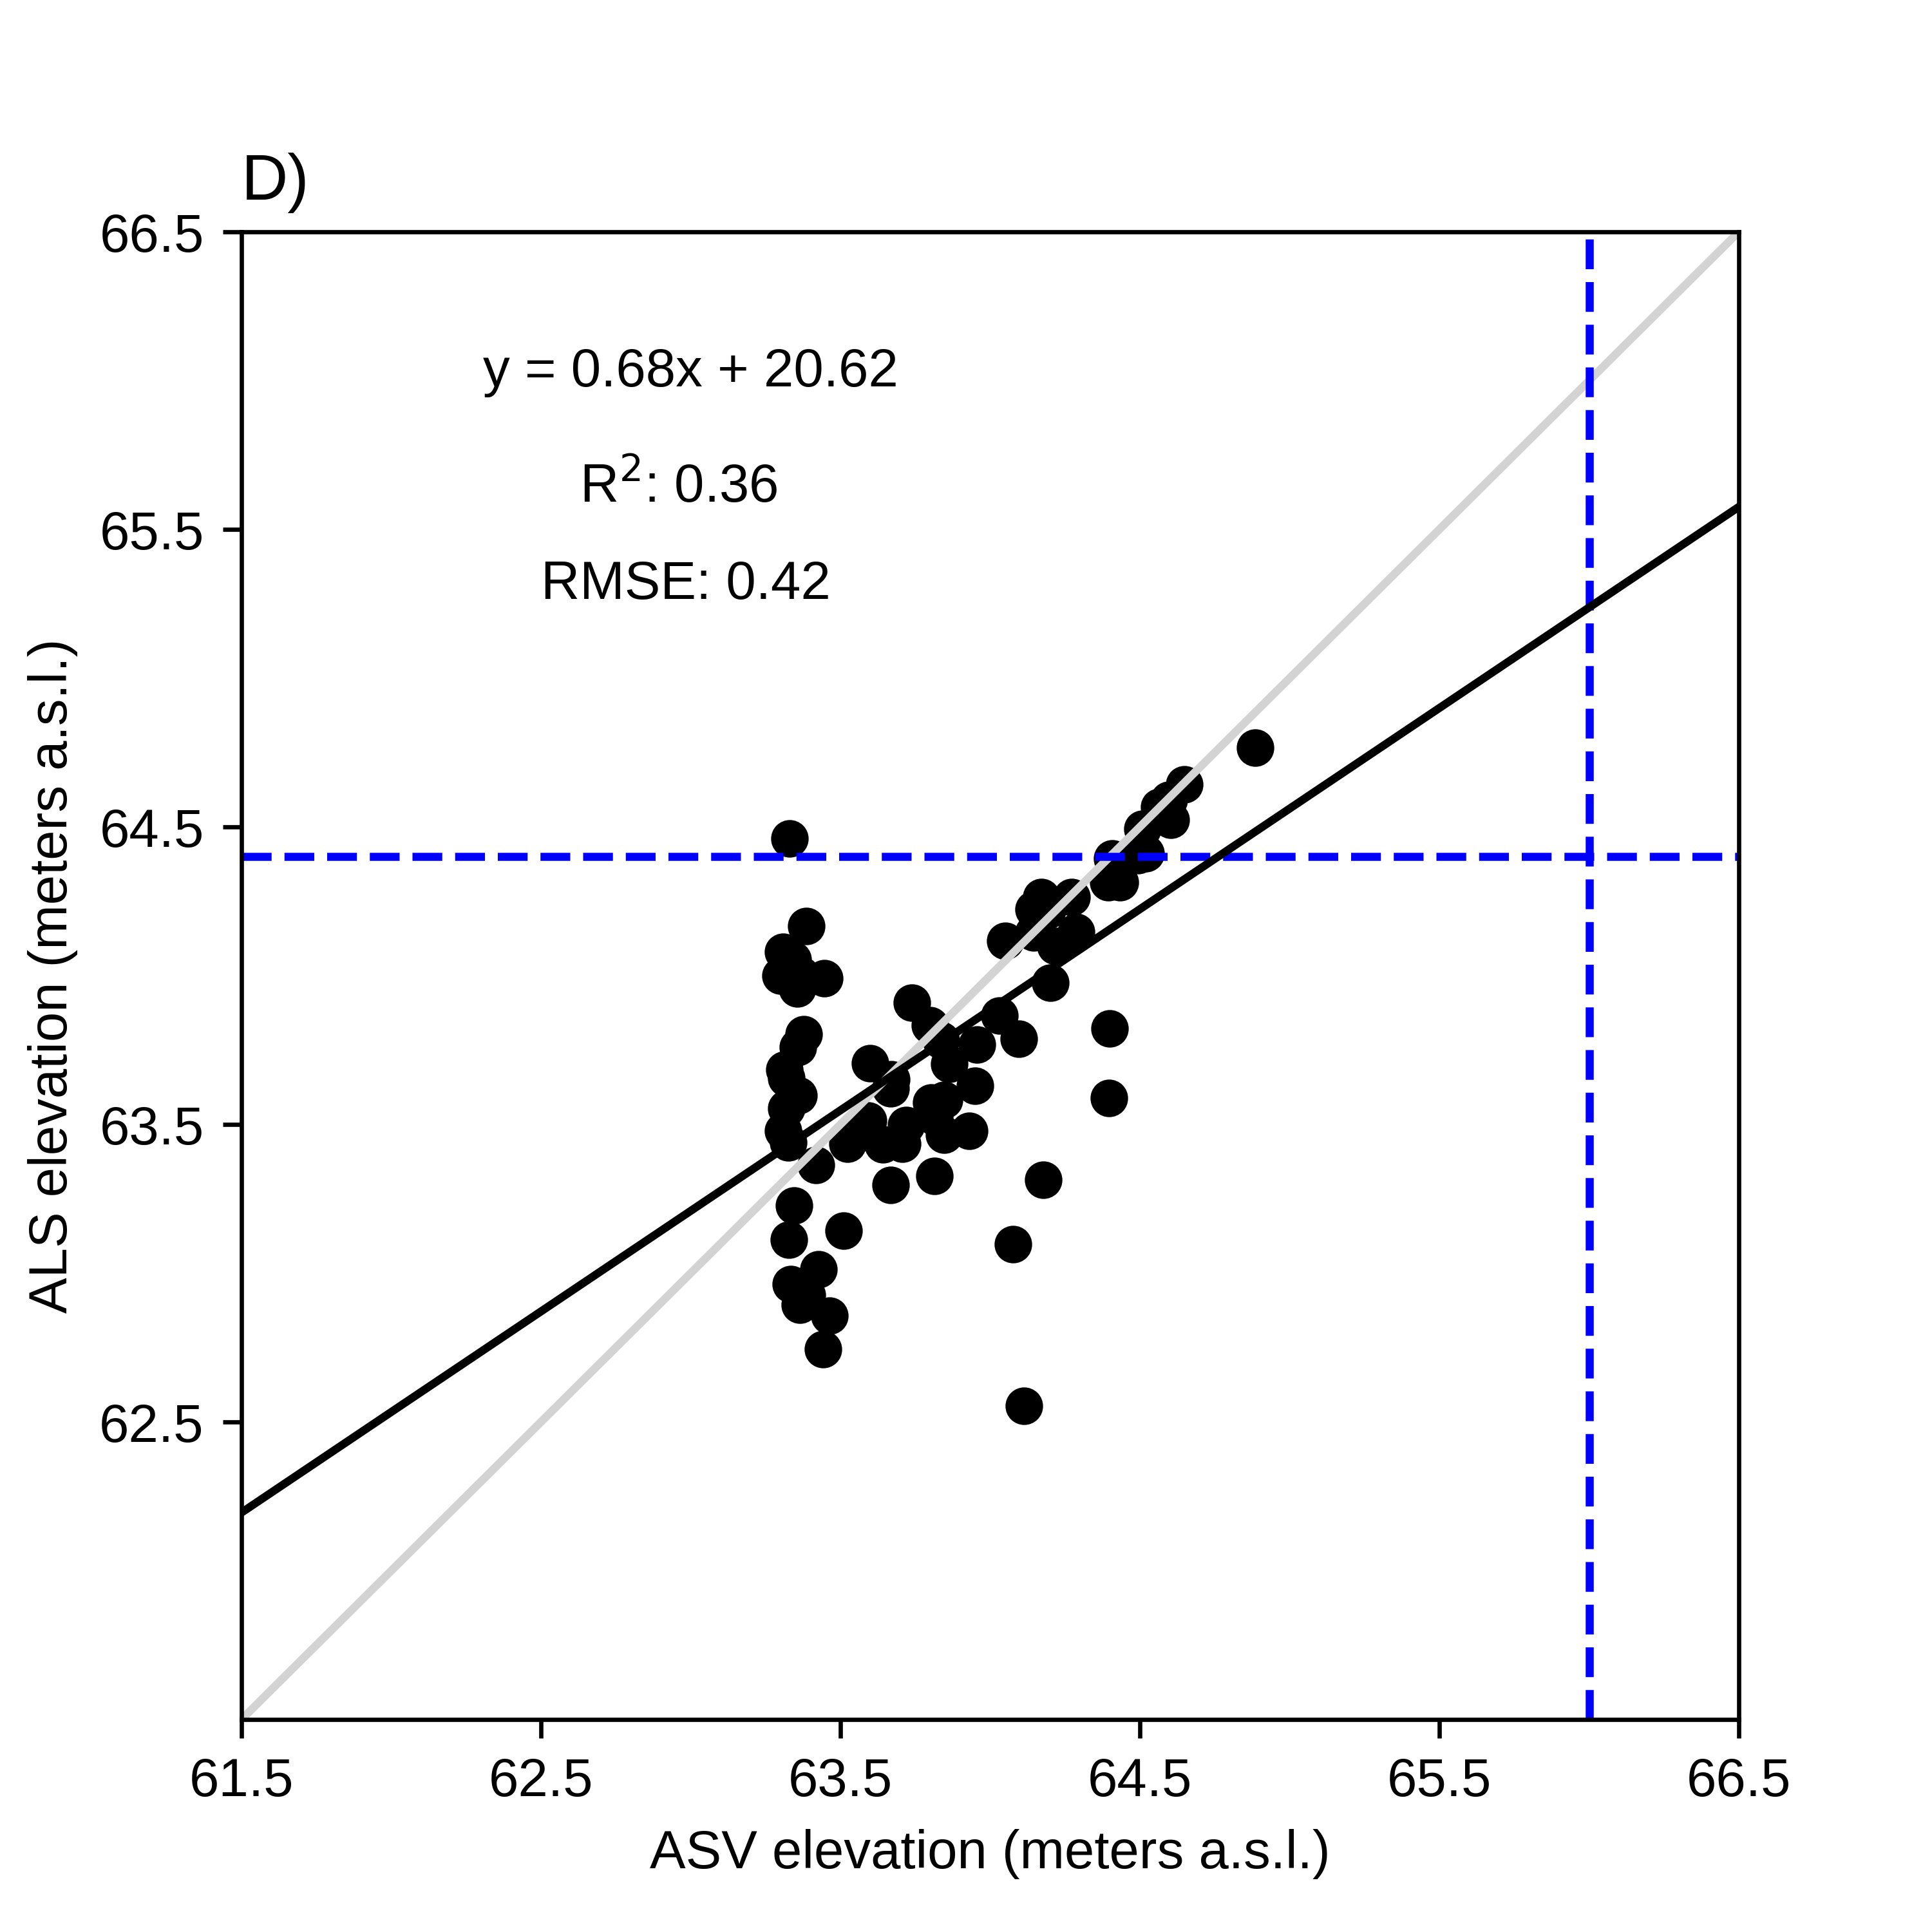 D)
66.5
65.5
64.5
63.5
62.5
ALS elevation (meters a.s.l.)
y = 0.68x + 20.62
R²: 0.36
RMSE: 0.42
61.5 62.5 63.5 64.5 65.5 66.5
ASV elevation (meters a.s.l.)